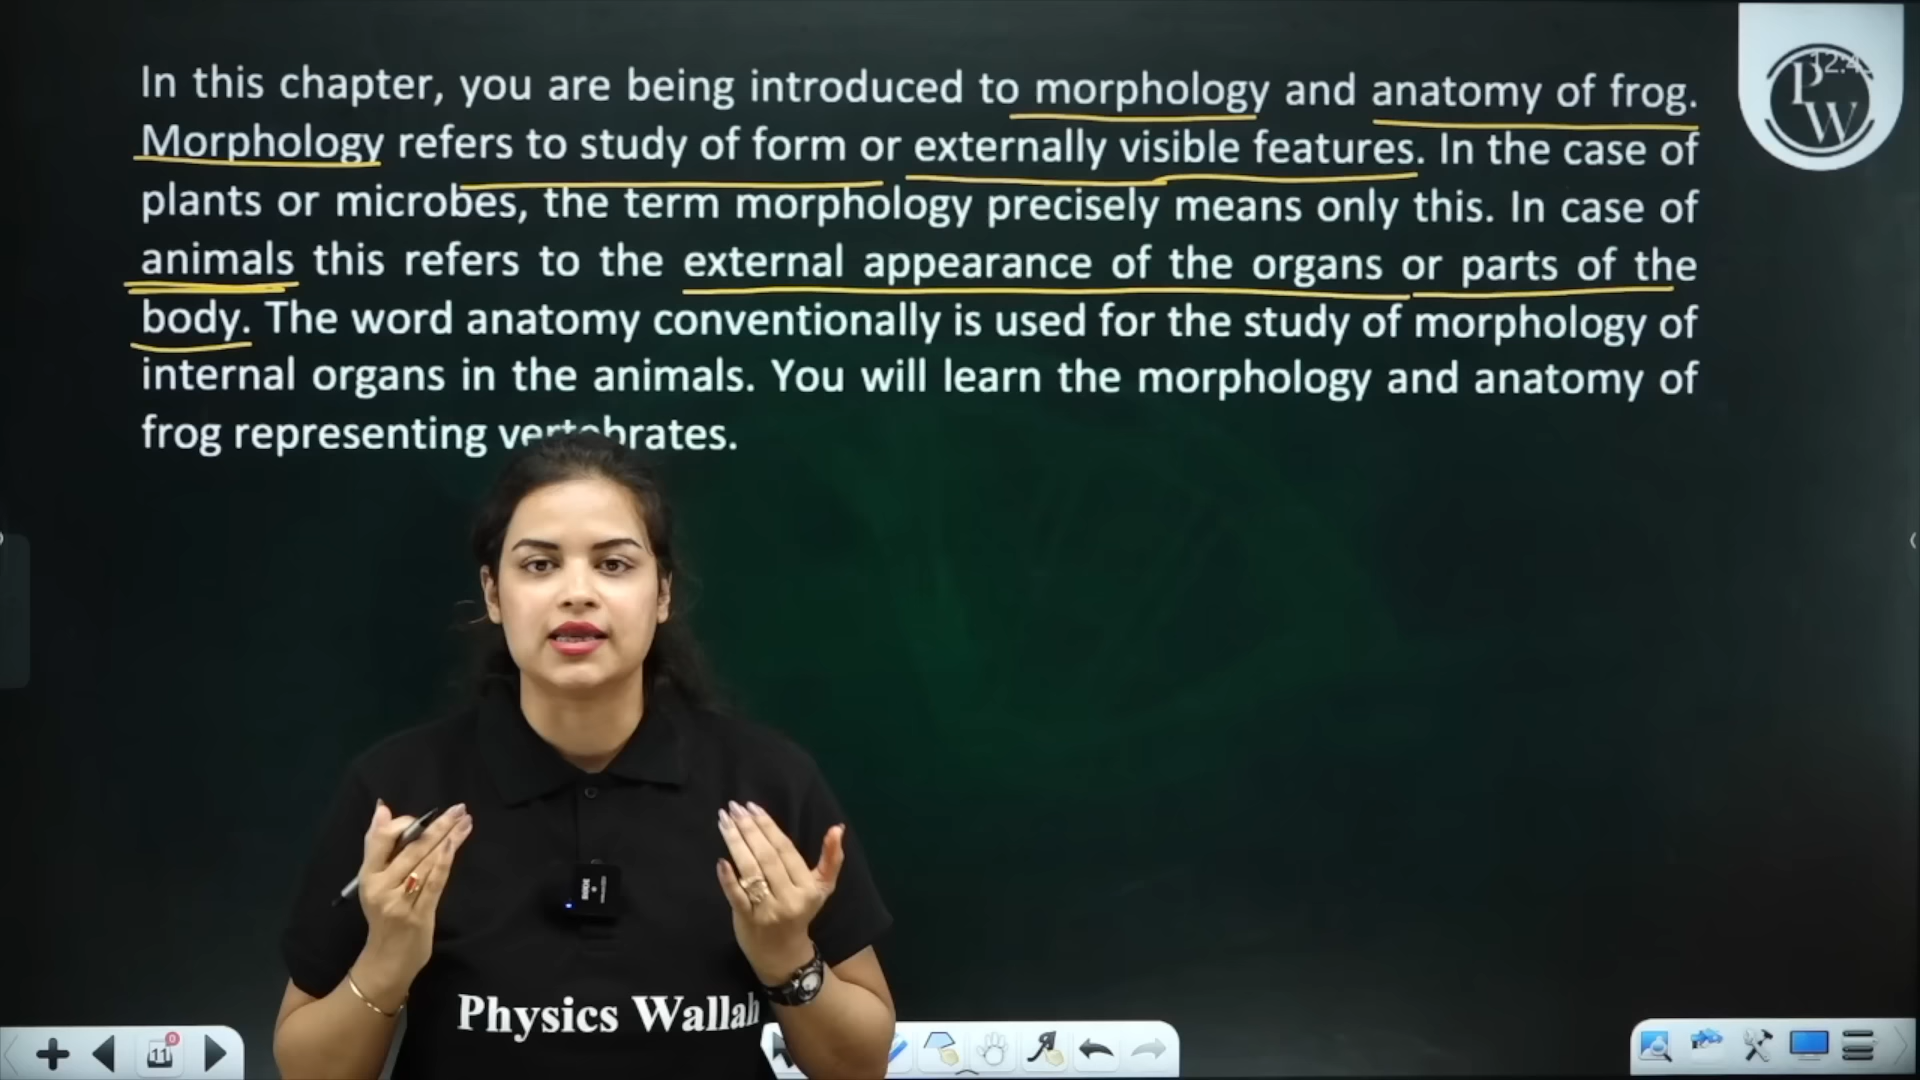 In this chapter, you are being introduced to morphology and anatomy of frog.
Morphology refers to study of form or externally visible features. In the case of
plants or microbes, the term morphology precisely means only this. In case of
animals this refers to the external appearance of the organs or parts of the
body. The word anatomy conventionally is used for the study of morphology of
internal organs in the animals. You will learn the morphology and anatomy of
frog representing vertebrates.
PW
Physics Wallah
11
0